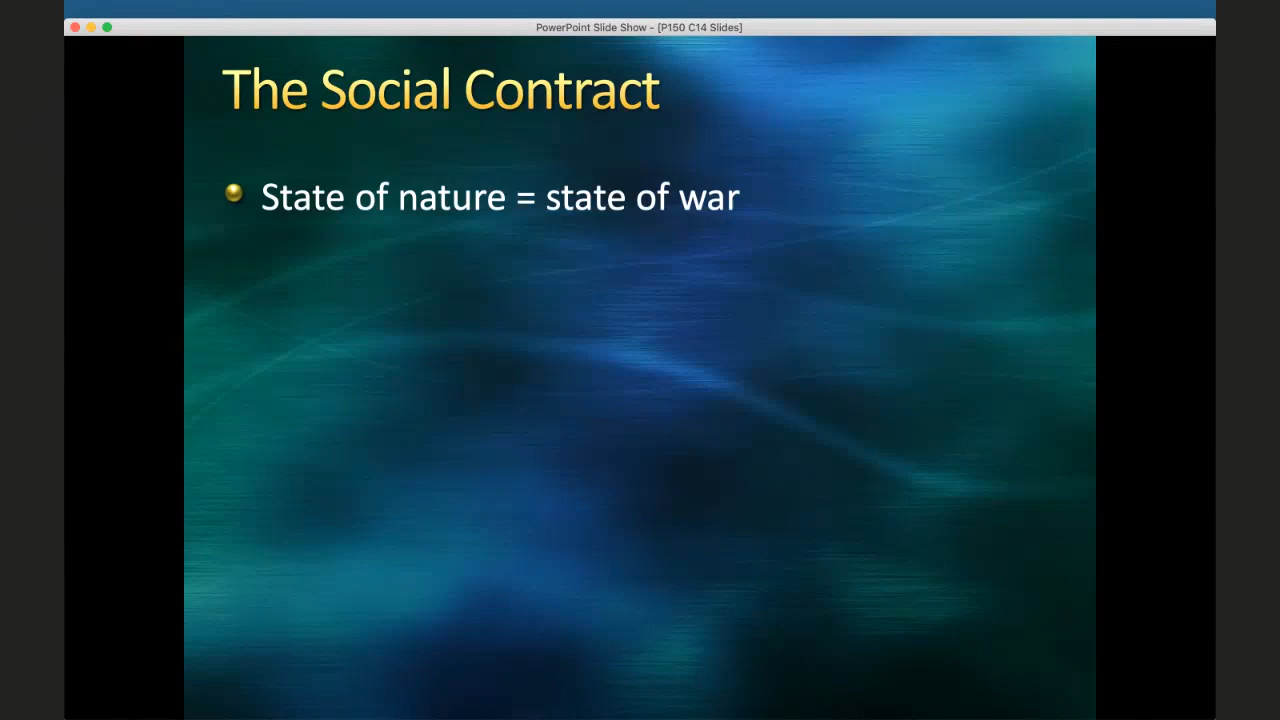 PowerPoint Slide Show - [P150 C14 Slides]
The Social Contract
State of nature = state of war